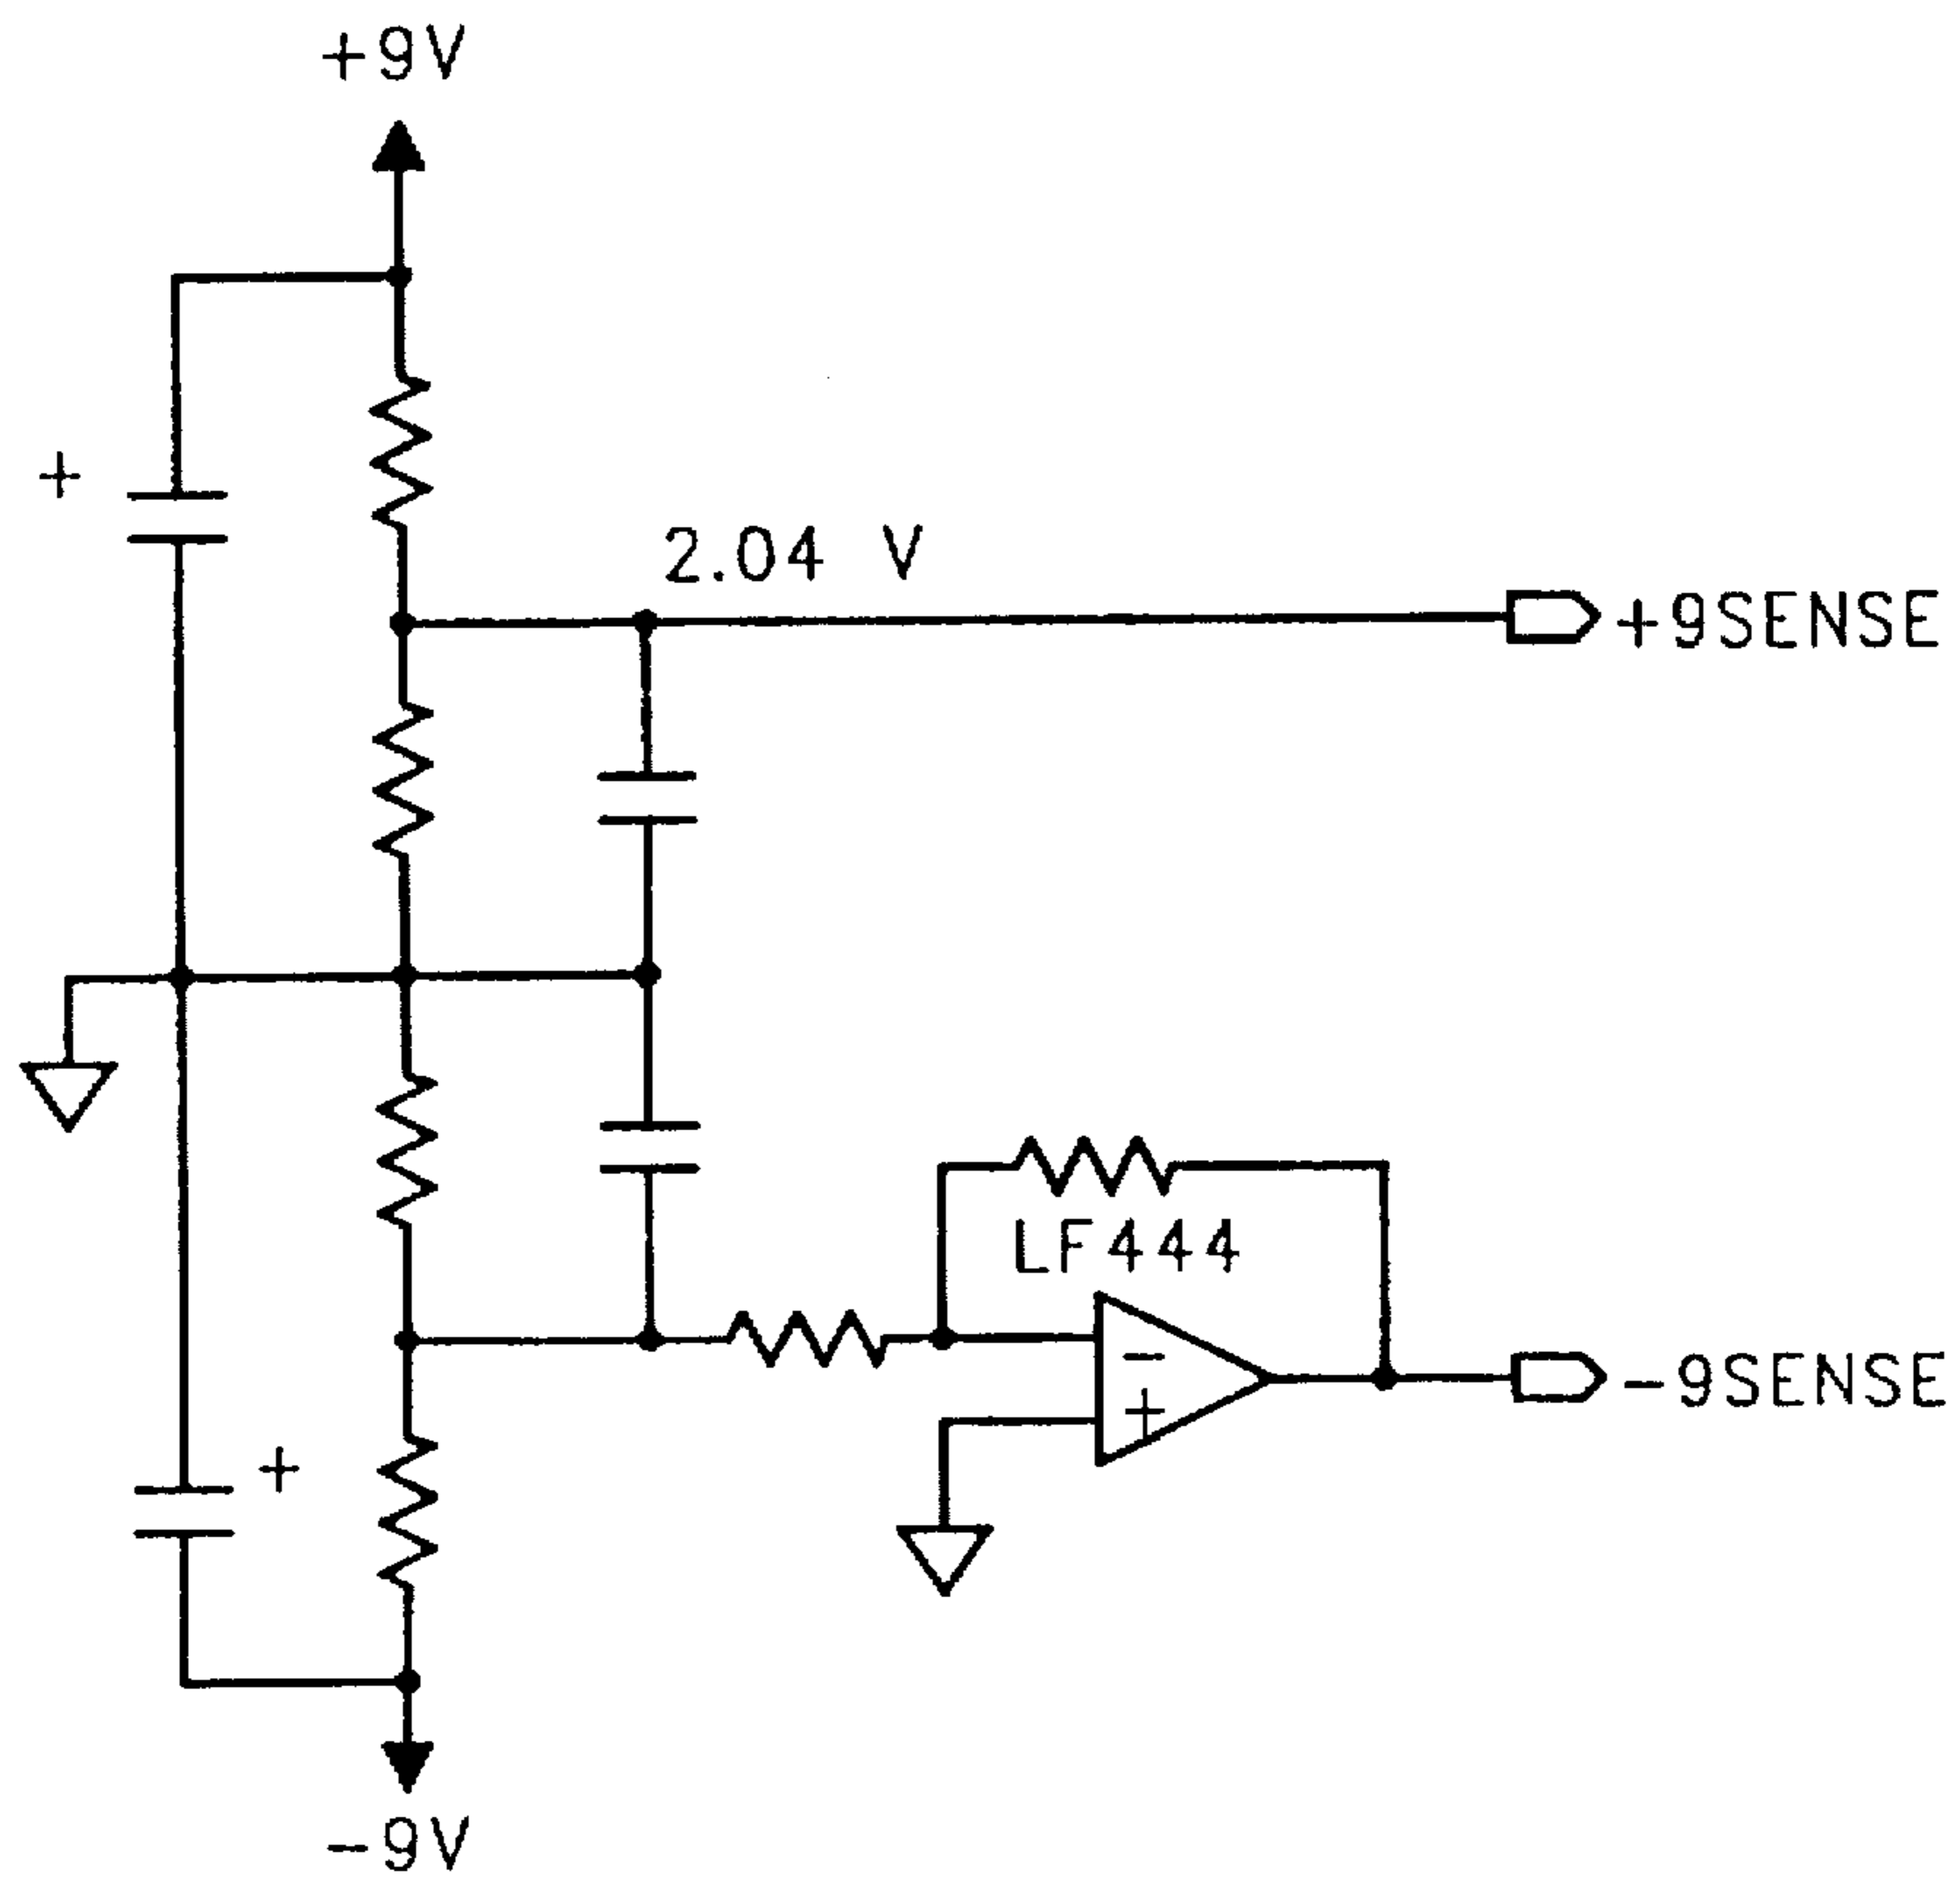 +9V
+
2.04 V
+9SENSE
LF444
-
+
-9SENSE
+
-9V